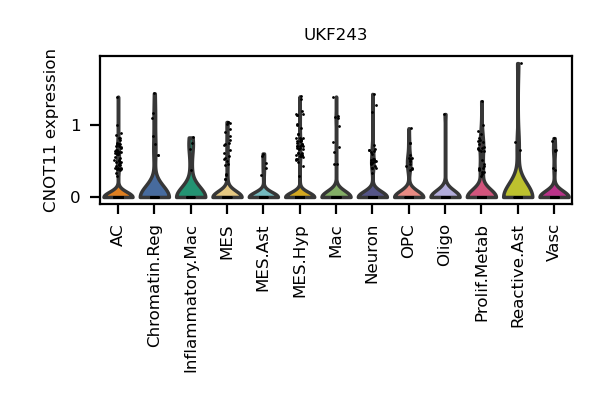 UKF243
CNOT11 expression
1
0
AC
Chromatin.Reg
Inflammatory.Mac
MES
MES.Ast
MES.Hyp
Mac
Neuron
OPC
Oligo
Prolif.Metab
Reactive.Ast
Vasc